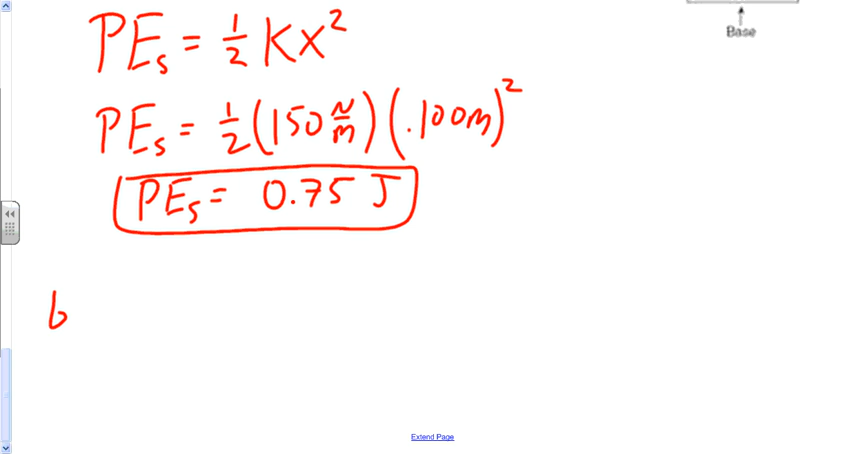 Base
PEs = 1/2 Kx²
PEs = 1/2 (150 N/m) (.100m)²
PEs = 0.75 J
b
Extend Page